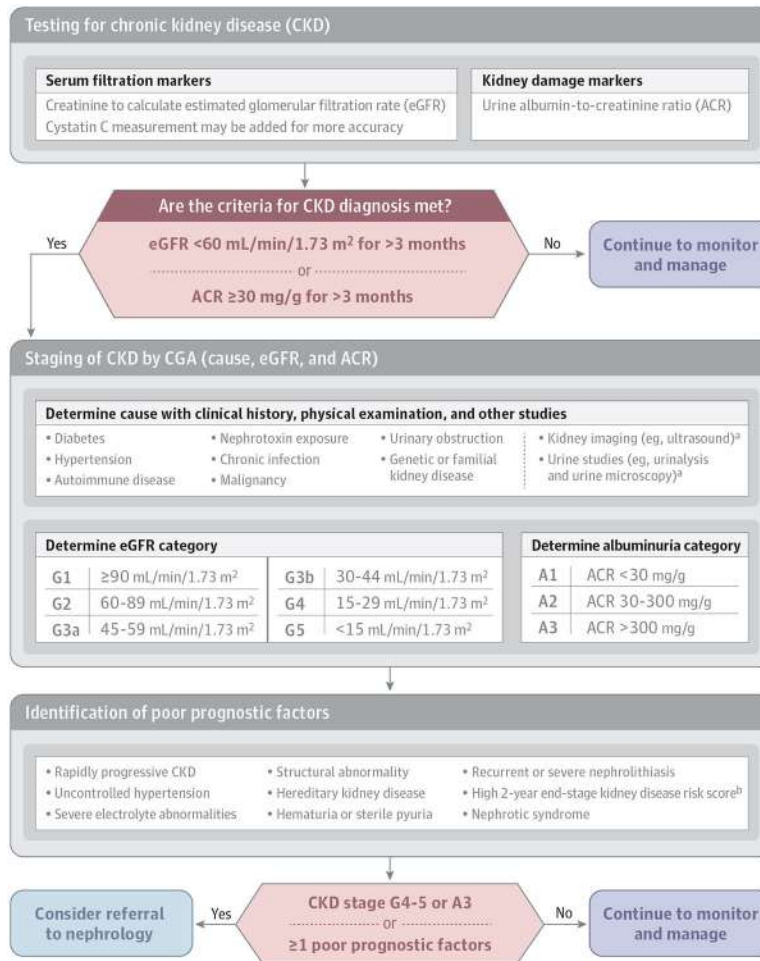 Testing for chronic kidney disease (CKD)
Serum filtration markers
Creatinine to calculate estimated glomerular filtration rate (eGFR)
Cystatin C measurement may be added for more accuracy
Kidney damage markers
Urine albumin-to-creatinine ratio (ACR)
Are the criteria for CKD diagnosis met?
eGFR <60 mL/min/1.73 m² for >3 months
or
ACR ≥30 mg/g for >3 months
Yes
No
Continue to monitor
and manage
Staging of CKD by CGA (cause, eGFR, and ACR)
Determine cause with clinical history, physical examination, and other studies
• Diabetes
• Hypertension
• Autoimmune disease
• Nephrotoxin exposure
• Chronic infection
• Malignancy
• Urinary obstruction
• Genetic or familial
kidney disease
• Kidney imaging (eg, ultrasound)ᵃ
• Urine studies (eg, urinalysis
and urine microscopy)ᵃ
Determine eGFR category
G1 ≥90 mL/min/1.73 m²
G2 60-89 mL/min/1.73 m²
G3a 45-59 mL/min/1.73 m²
G3b 30-44 mL/min/1.73 m²
G4 15-29 mL/min/1.73 m²
G5 <15 mL/min/1.73 m²
Determine albuminuria category
A1 ACR <30 mg/g
A2 ACR 30-300 mg/g
A3 ACR >300 mg/g
Identification of poor prognostic factors
• Rapidly progressive CKD
• Uncontrolled hypertension
• Severe electrolyte abnormalities
• Structural abnormality
• Hereditary kidney disease
• Hematuria or sterile pyuria
• Recurrent or severe nephrolithiasis
• High 2-year end-stage kidney disease risk scoreᵇ
• Nephrotic syndrome
CKD stage G4-5 or A3
or
≥1 poor prognostic factors
Yes
Consider referral
to nephrology
No
Continue to monitor
and manage